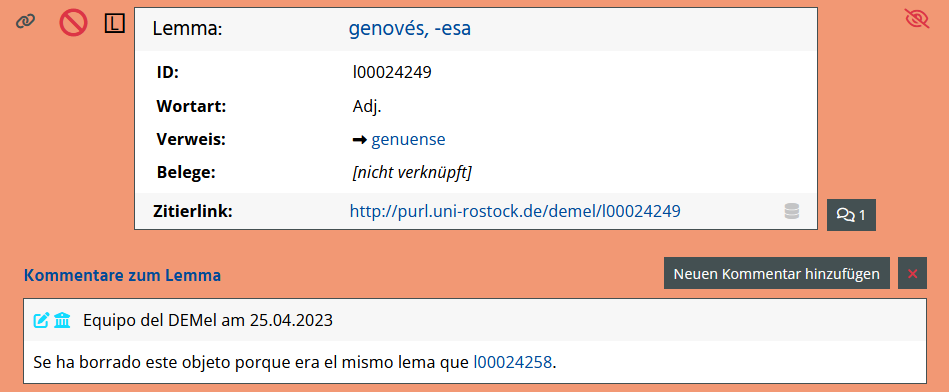 L
Lemma: genovés, -esa
ID: l00024249
Wortart: Adj.
Verweis: ➞ genuense
Belege: [nicht verknüpft]
Zitierlink: http://purl.uni-rostock.de/demel/l00024249
1
Kommentare zum Lemma
Neuen Kommentar hinzufügen
Equipo del DEMel am 25.04.2023
Se ha borrado este objeto porque era el mismo lema que l00024258.